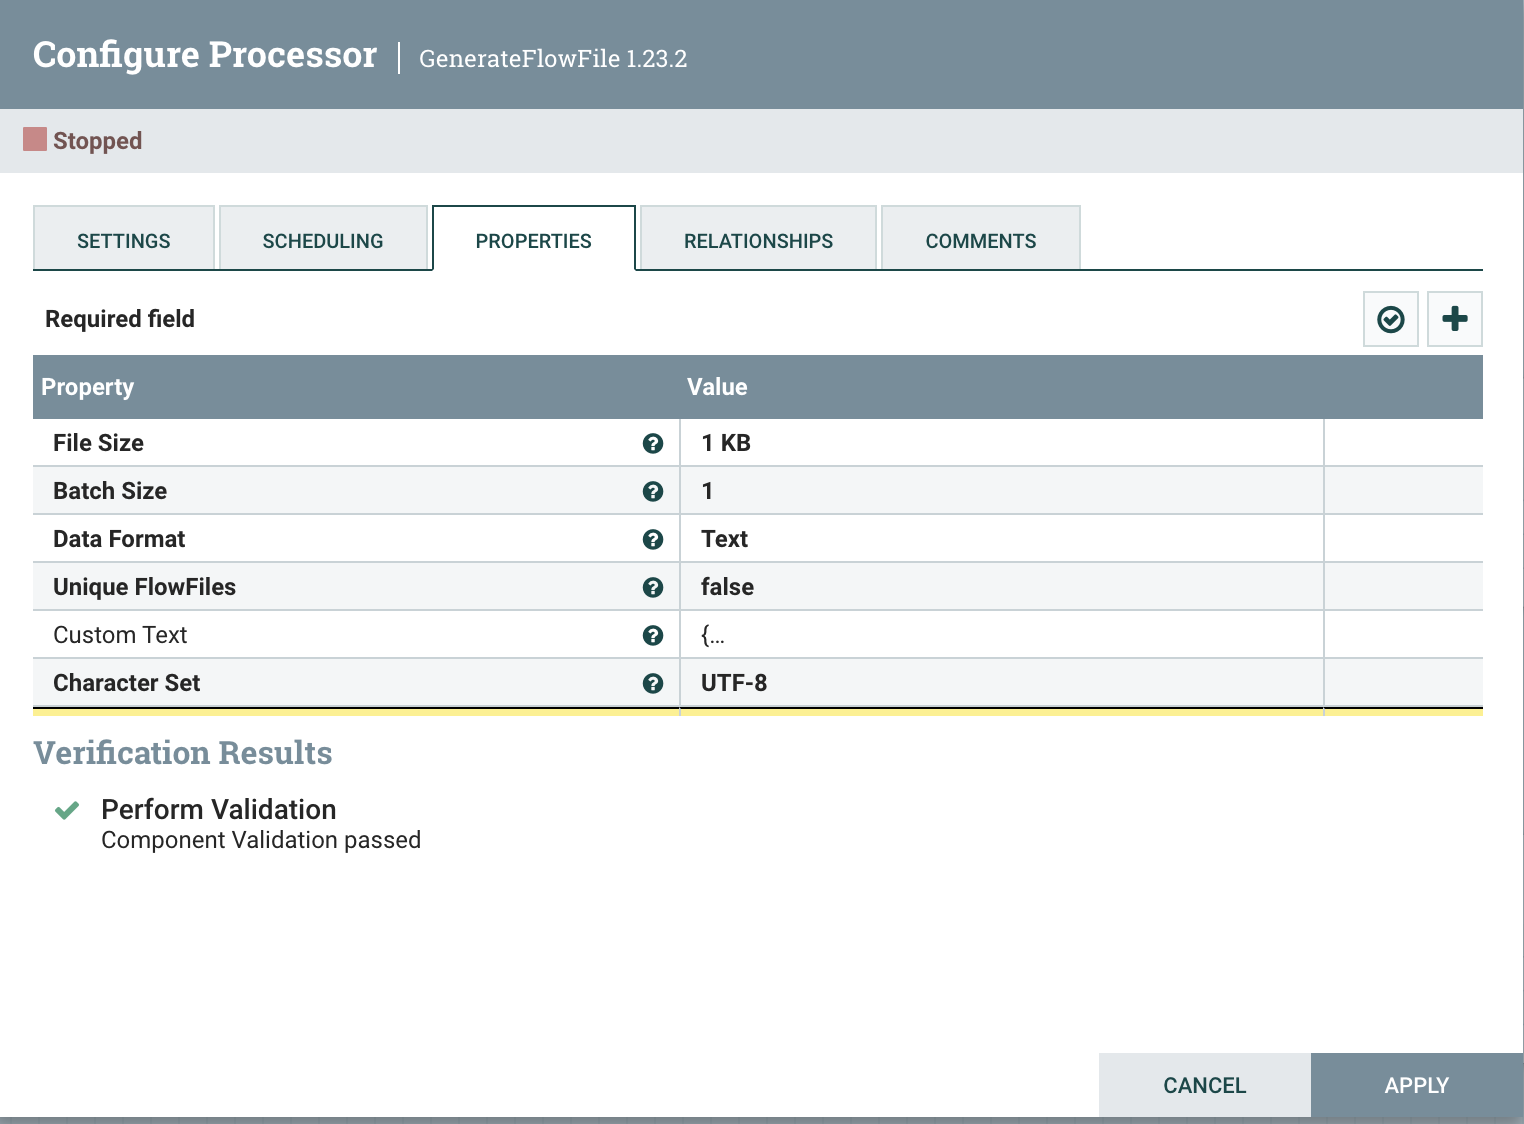 Configure Processor | GenerateFlowFile 1.23.2
Stopped
SETTINGS SCHEDULING PROPERTIES RELATIONSHIPS COMMENTS
Required field
Property Value
File Size 1 KB
Batch Size 1
Data Format Text
Unique FlowFiles false
Custom Text {...
Character Set UTF-8
Verification Results
Perform Validation
Component Validation passed
CANCEL APPLY